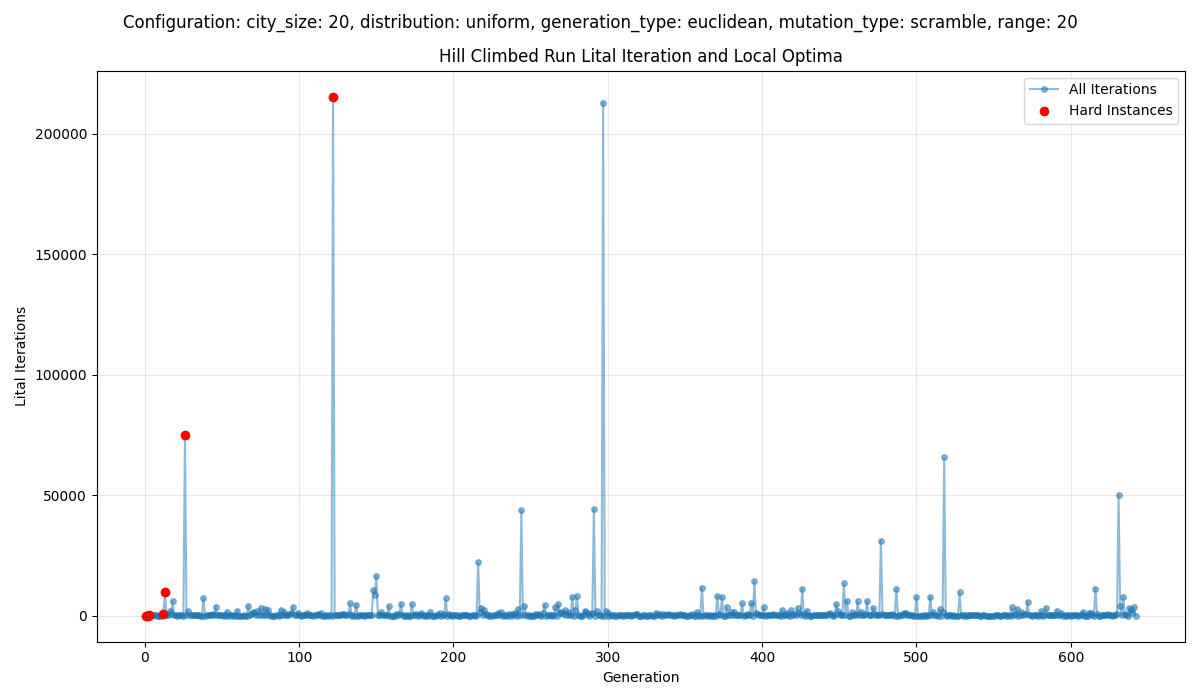 Configuration: city_size: 20, distribution: uniform, generation_type: euclidean, mutation_type: scramble, range: 20
Hill Climbed Run Lital Iteration and Local Optima
All Iterations
Hard Instances
200000
150000
100000
50000
0
Lital Iterations
0 100 200 300 400 500 600
Generation